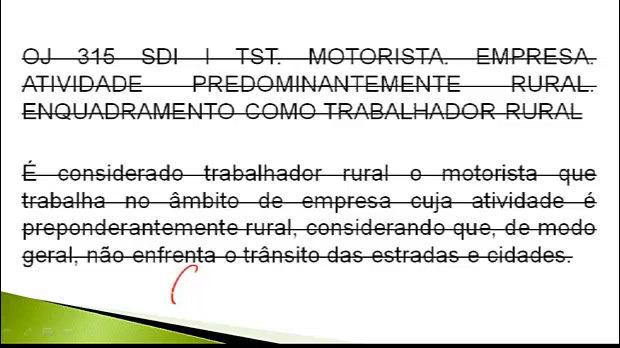 OJ 315 SDI I TST. MOTORISTA. EMPRESA.
ATIVIDADE PREDOMINANTEMENTE RURAL.
ENQUADRAMENTO COMO TRABALHADOR RURAL
É considerado trabalhador rural o motorista que
trabalha no âmbito de empresa cuja atividade é
preponderantemente rural, considerando que, de modo
geral, não enfrenta o trânsito das estradas e cidades.